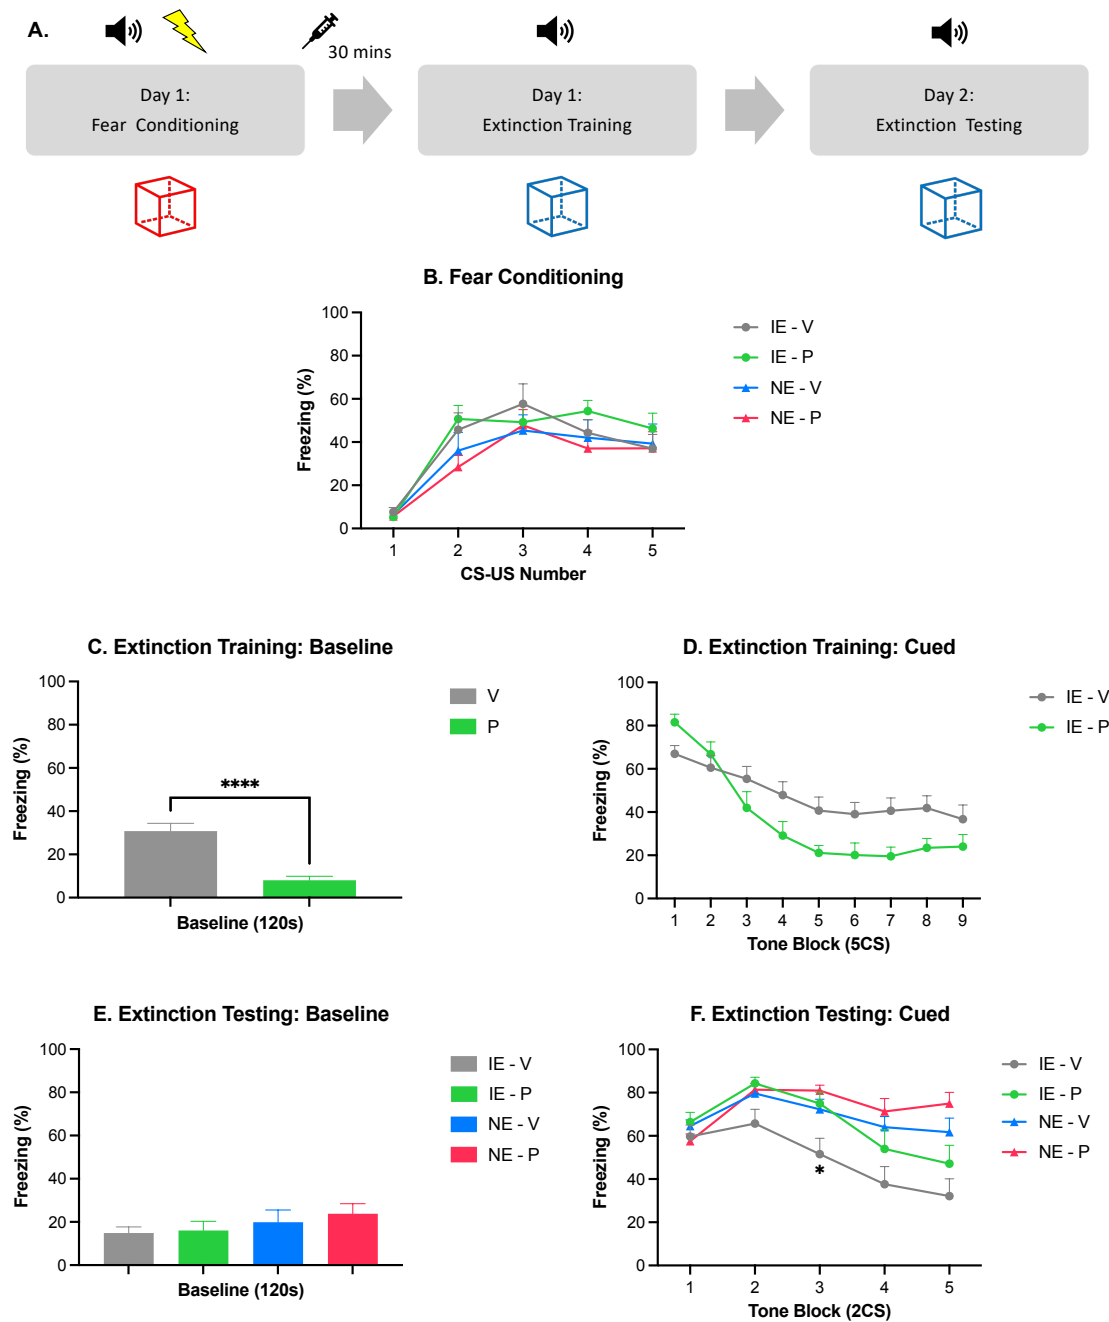 A.
30 mins
Day 1:
Fear Conditioning
Day 1:
Extinction Training
Day 2:
Extinction Testing
B. Fear Conditioning
Freezing (%)
100
80
60
40
20
0
1 2 3 4 5
CS-US Number
IE - V
IE - P
NE - V
NE - P
C. Extinction Training: Baseline
Freezing (%)
100
80
60
40
20
0
****
Baseline (120s)
V
P
D. Extinction Training: Cued
Freezing (%)
100
80
60
40
20
0
1 2 3 4 5 6 7 8 9
Tone Block (5CS)
IE - V
IE - P
E. Extinction Testing: Baseline
Freezing (%)
100
80
60
40
20
0
Baseline (120s)
IE - V
IE - P
NE - V
NE - P
F. Extinction Testing: Cued
Freezing (%)
100
80
60
40
20
0
*
1 2 3 4 5
Tone Block (2CS)
IE - V
IE - P
NE - V
NE - P